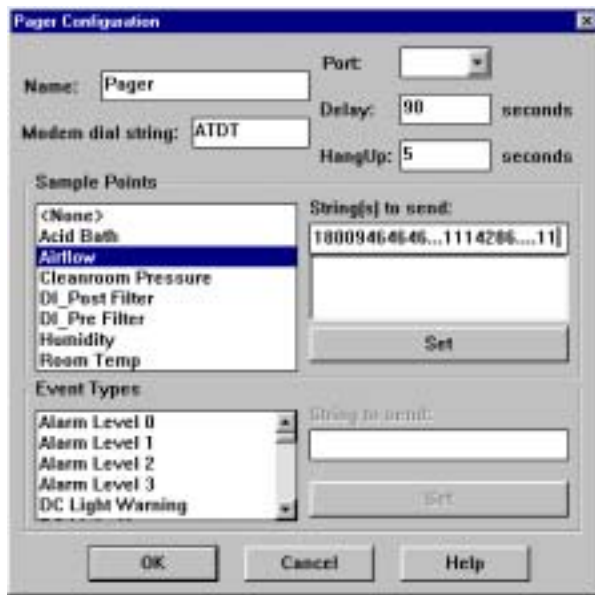 Pager Configuration
Name: Pager
Port:
Modem dial string: ATDT
Delay: 90 seconds
HangUp: 5 seconds
Sample Points
<None>
Acid Bath
Airflow
Cleanroom Pressure
DI_Post Filter
DI_Pre Filter
Humidity
Room Temp
String(s) to send:
18009464646...1114286....11
Set
Event Types
Alarm Level 0
Alarm Level 1
Alarm Level 2
Alarm Level 3
DC Light Warning
String to send:
Set
OK Cancel Help